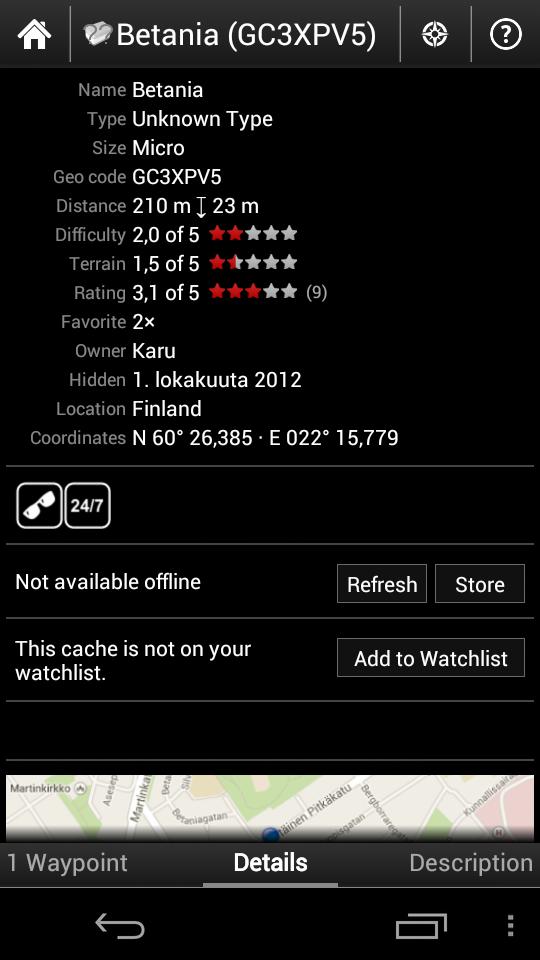 Betania (GC3XPV5)
Name Betania
Type Unknown Type
Size Micro
Geo code GC3XPV5
Distance 210 m 23 m
Difficulty 2,0 of 5
Terrain 1,5 of 5
Rating 3,1 of 5 (9)
Favorite 2×
Owner Karu
Hidden 1. lokakuuta 2012
Location Finland
Coordinates N 60° 26,385 · E 022° 15,779
24/7
Not available offline
Refresh
Store
This cache is not on your
watchlist.
Add to Watchlist
Martinkirkko
Betaniagatan
äinen Pitkäkatu
1 Waypoint
Details
Description